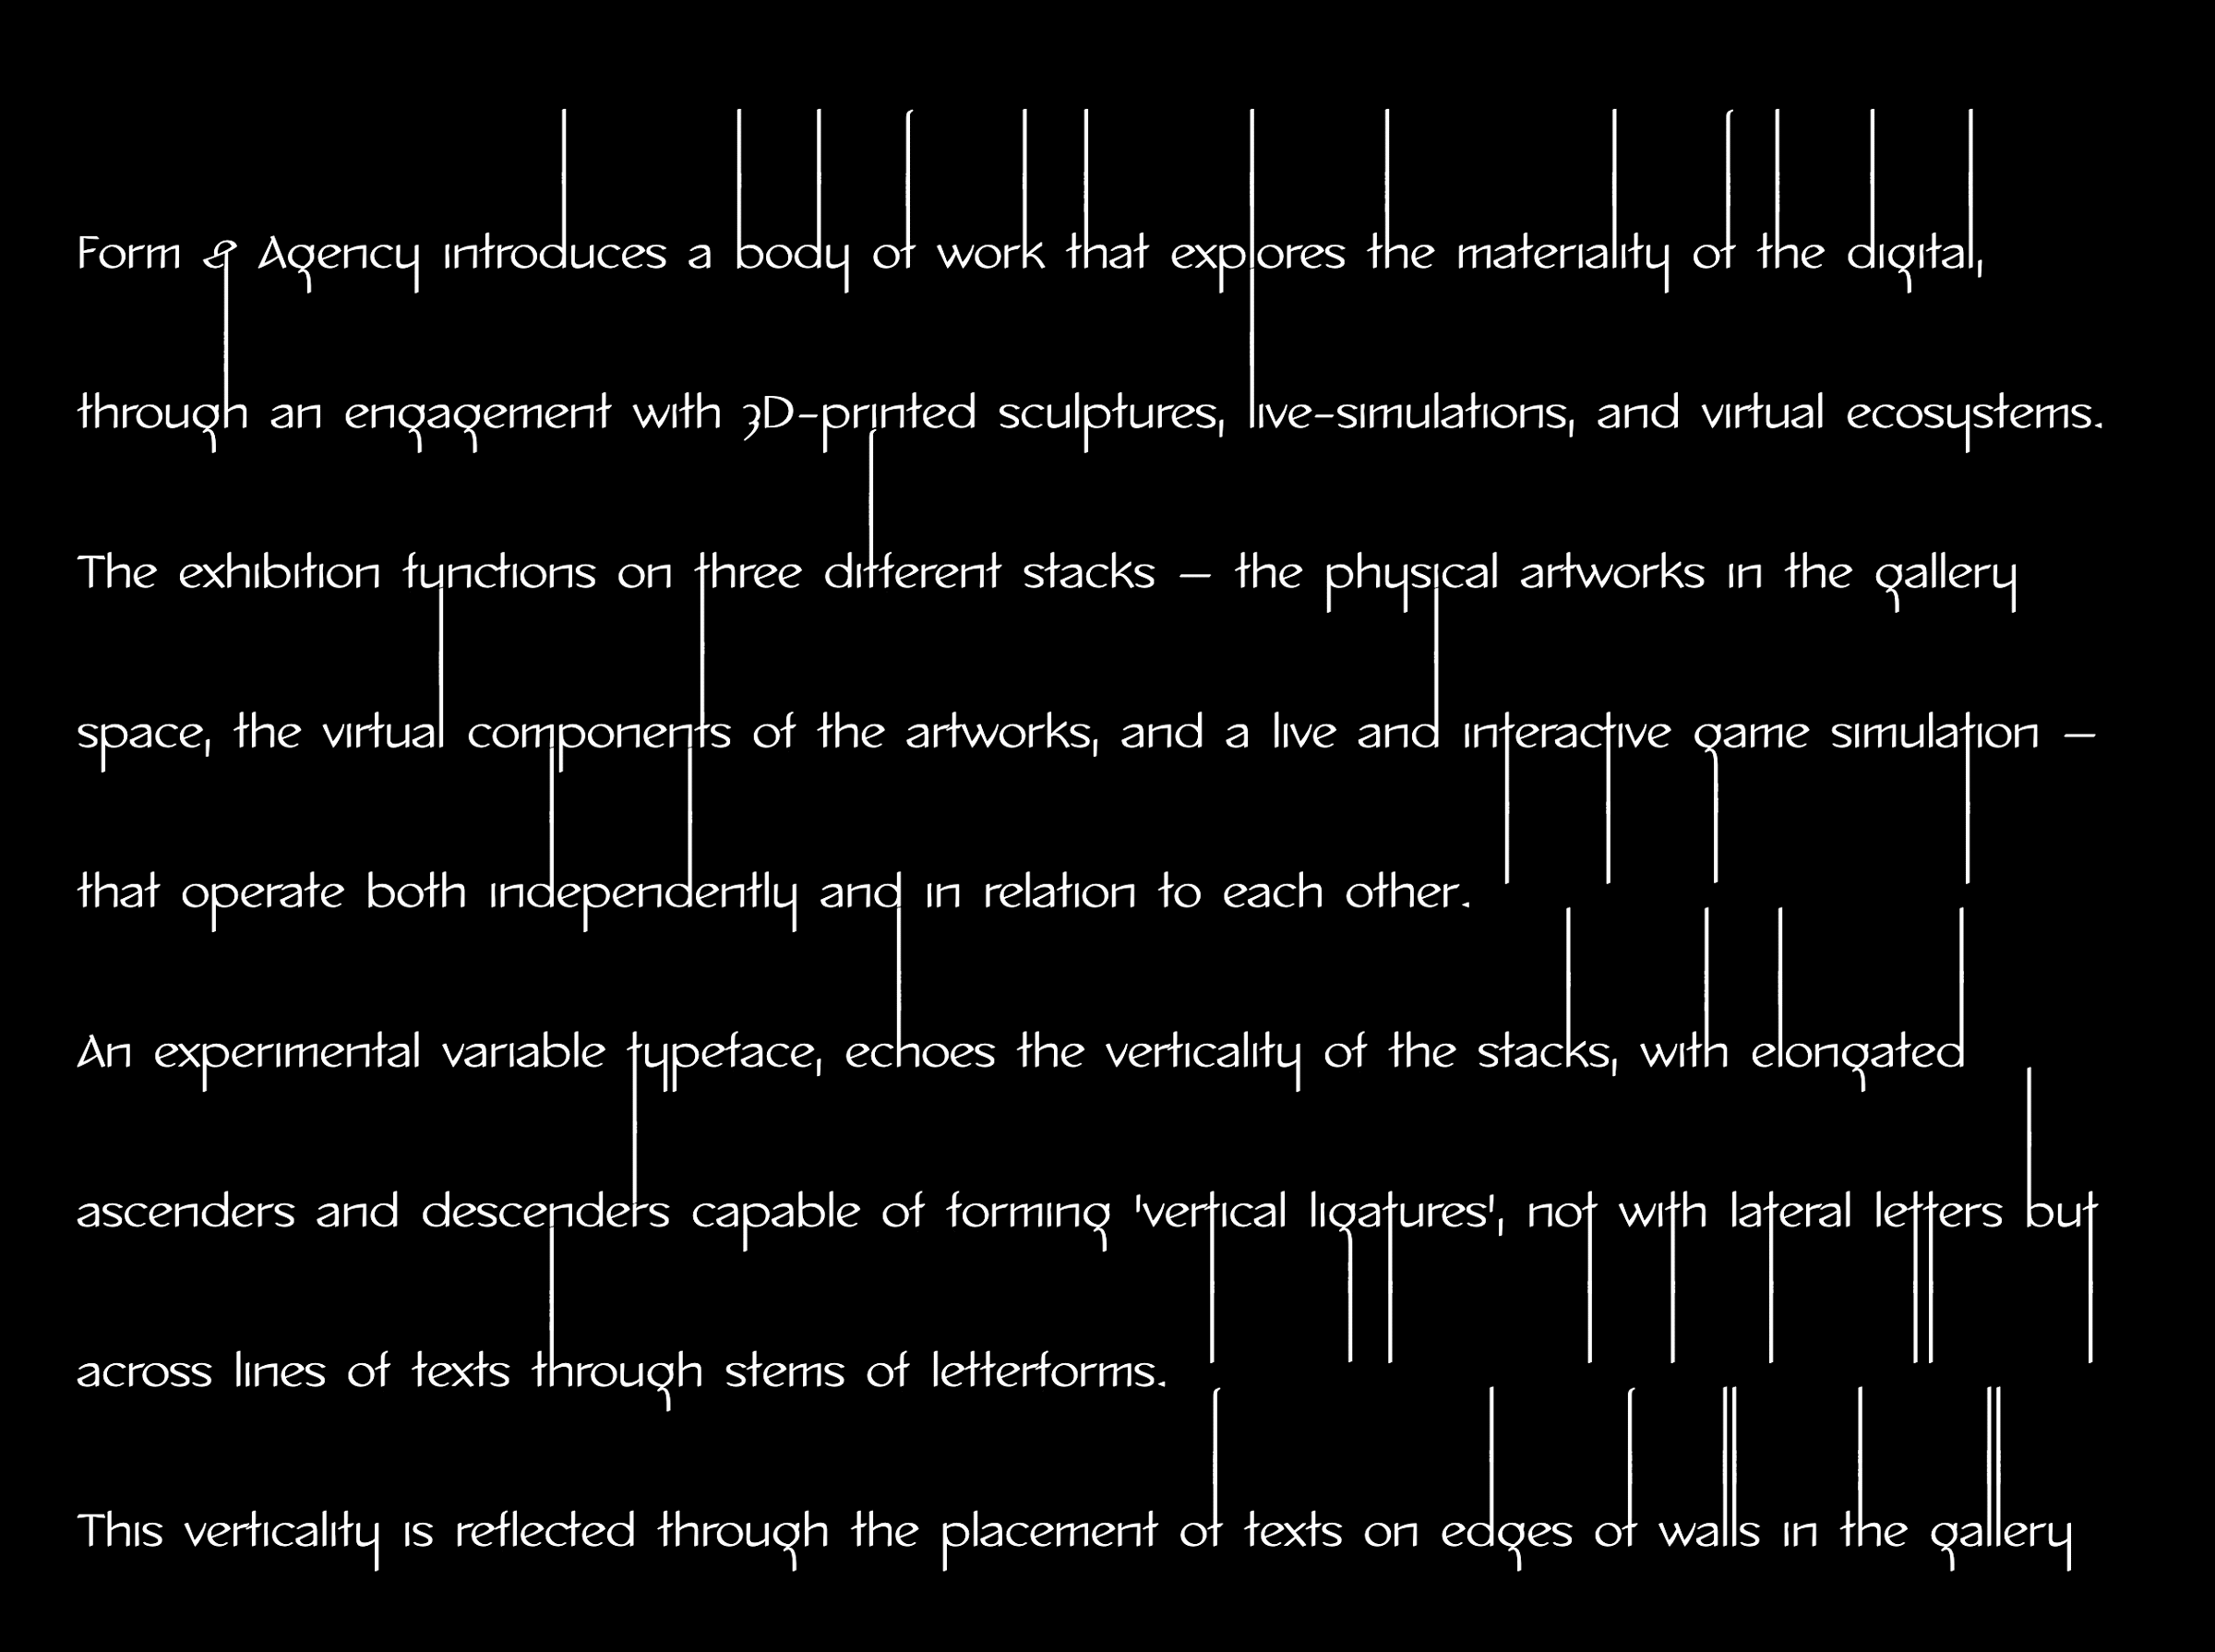 Form & Agency introduces a body of work that explores the materiality of the digital,
through an engagement with 3D-printed sculptures, live-simulations, and virtual ecosystems.
The exhibition functions on three different stacks – the physical artworks in the gallery
space, the virtual components of the artworks, and a live and interactive game simulation –
that operate both independently and in relation to each other.
An experimental variable typeface, echoes the verticality of the stacks, with elongated
ascenders and descenders capable of forming 'vertical ligatures', not with lateral letters but
across lines of texts through stems of letterforms.
This verticality is reflected through the placement of texts on edges of walls in the gallery